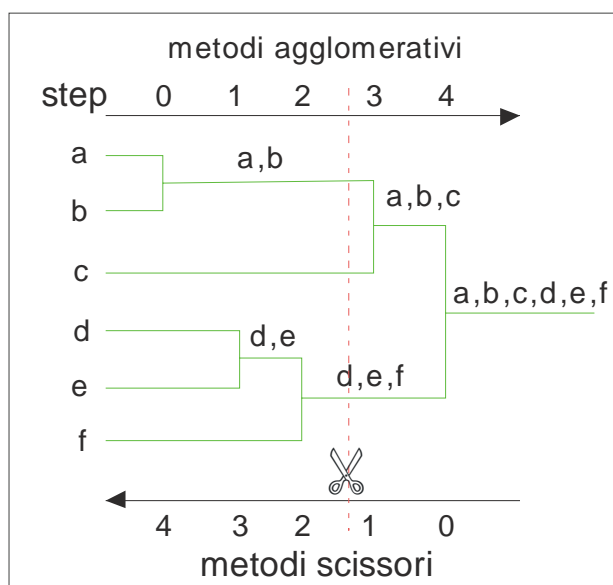 metodi agglomerativi
step 0 1 2 3 4
a
a,b
b
a,b,c
c
a,b,c,d,e,f
d
d,e
e
d,e,f
f
4 3 2 1 0
metodi scissori